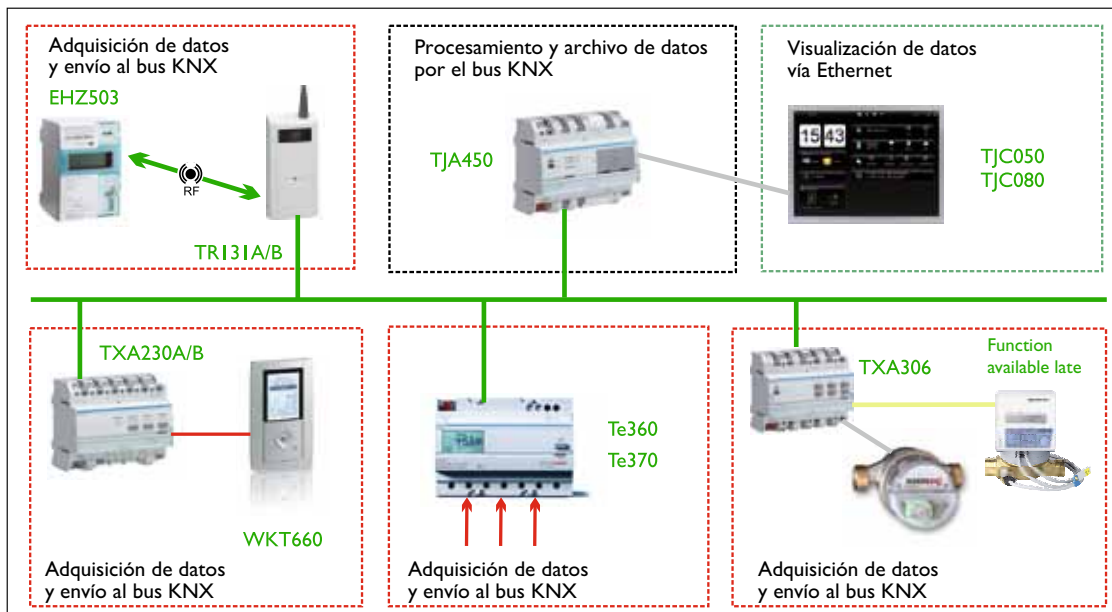 Adquisición de datos
y envío al bus KNX
EHZ503
RF
TR131A/B
Procesamiento y archivo de datos
por el bus KNX
TJA450
Visualización de datos
vía Ethernet
15 43
TJC050
TJC080
TXA230A/B
WKT660
Adquisición de datos
y envío al bus KNX
Te360
Te370
Adquisición de datos
y envío al bus KNX
TXA306
Function
available late
Adquisición de datos
y envío al bus KNX